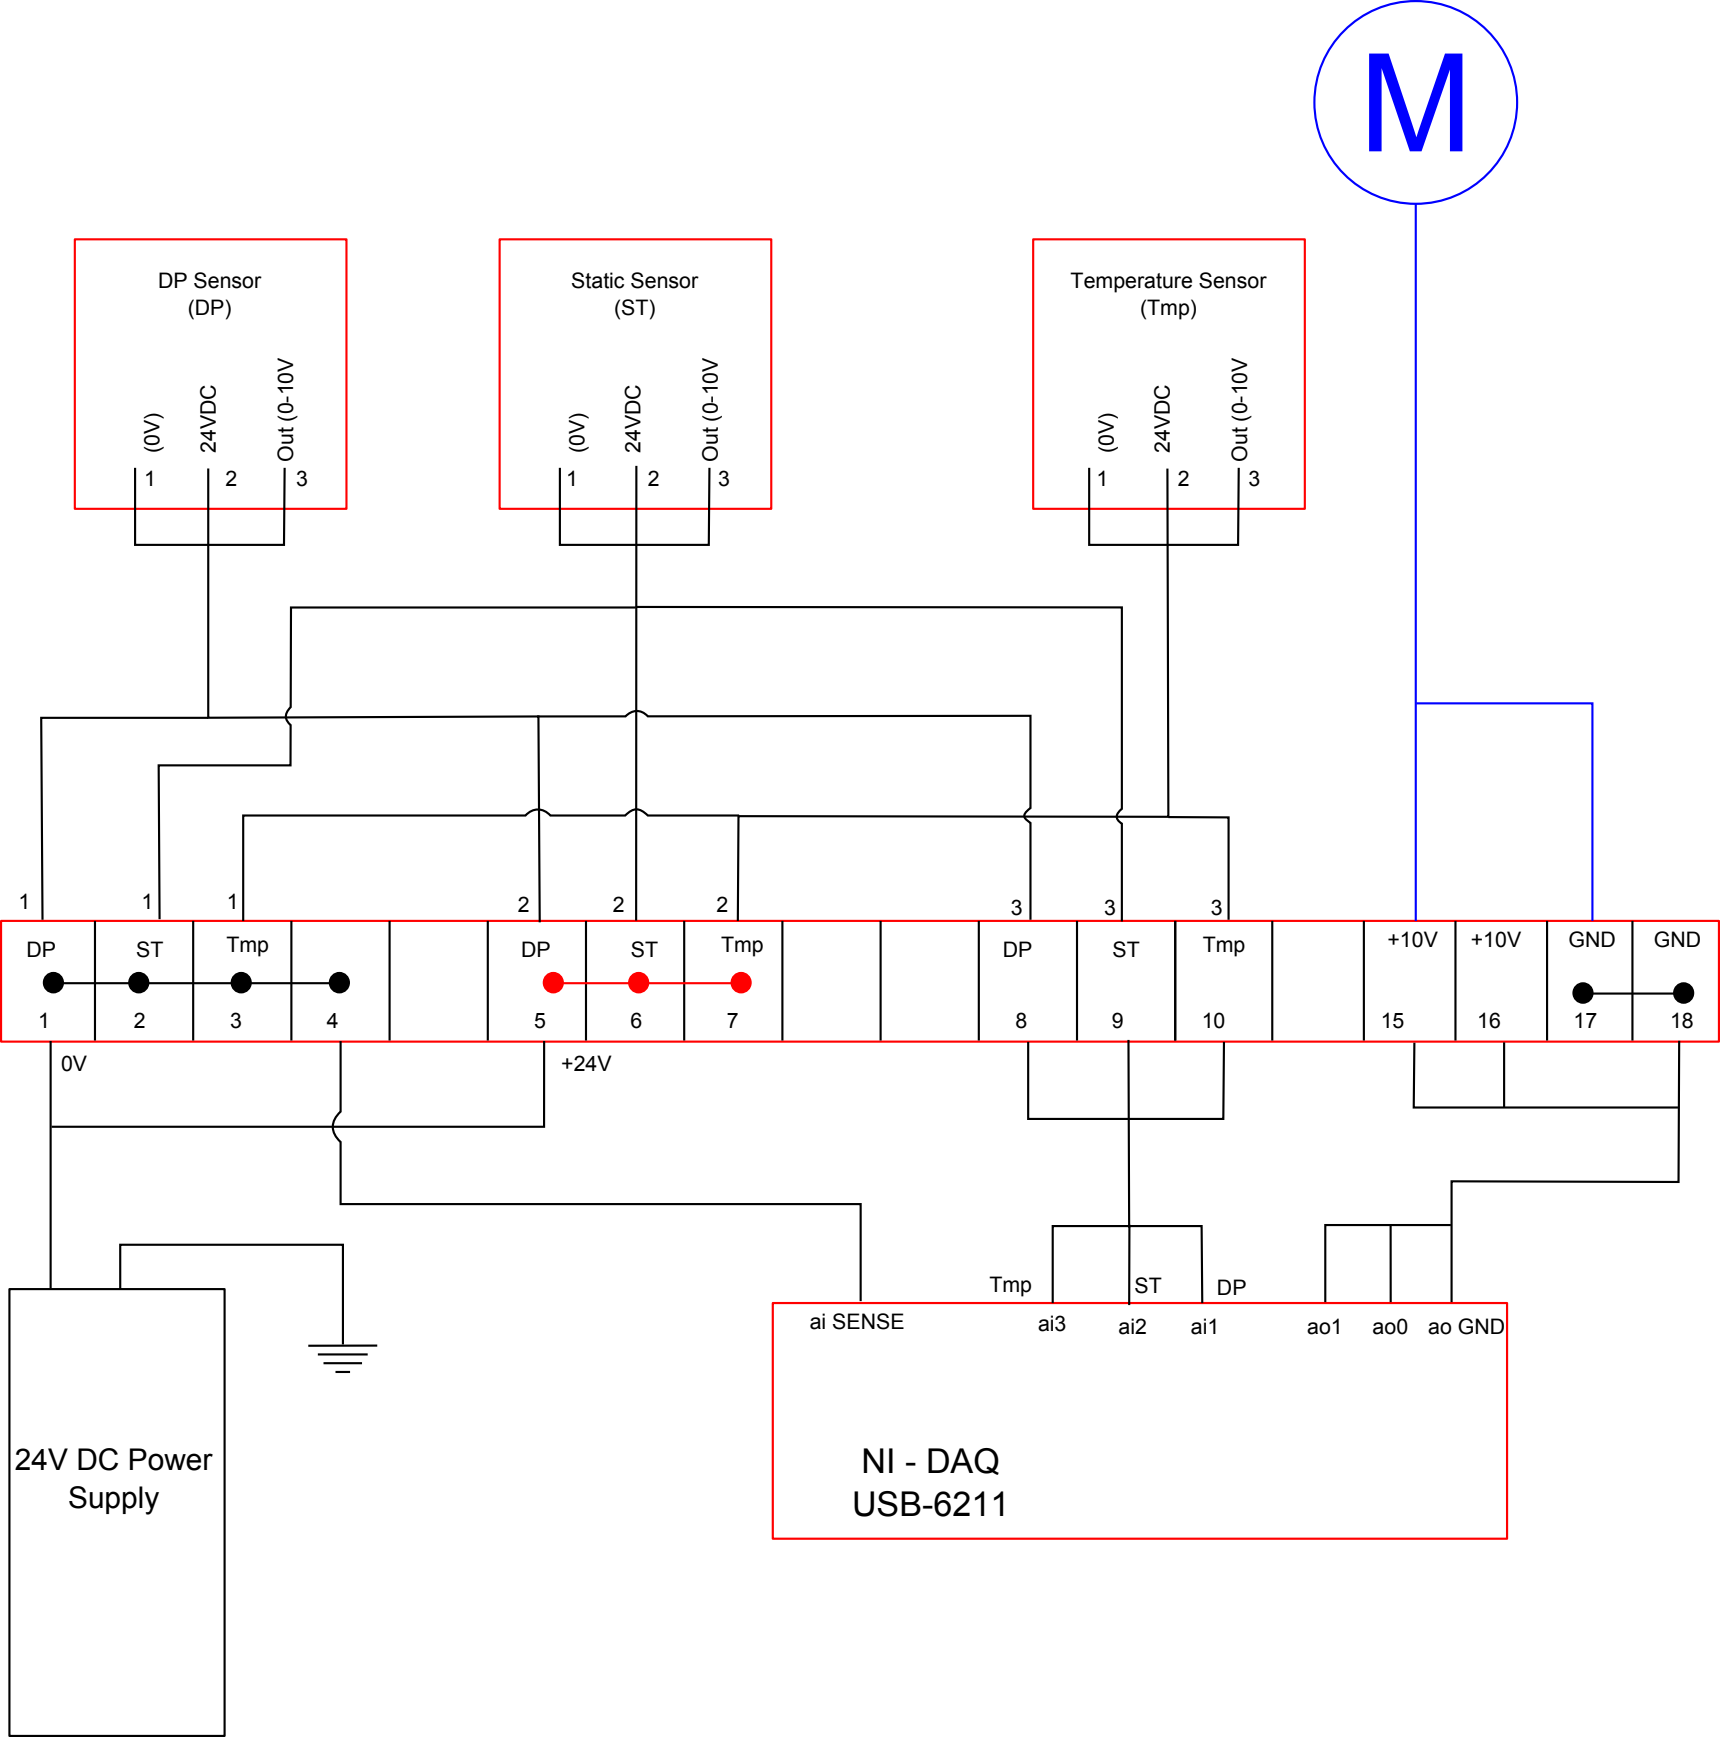 M
DP Sensor
(DP)
Static Sensor
(ST)
Temperature Sensor
(Tmp)
(0V)
24VDC
Out (0-10V
(0V)
24VDC
Out (0-10V
(0V)
24VDC
Out (0-10V
1 2 3
1 2 3
1 2 3
1 1 1 2 2 2 3 3 3
DP ST Tmp DP ST Tmp DP ST Tmp +10V +10V GND GND
1 2 3 4 5 6 7 8 9 10 15 16 17 18
0V +24V
Tmp ST DP
ai SENSE ai3 ai2 ai1 ao1 ao0 ao GND
24V DC Power
Supply
NI - DAQ
USB-6211